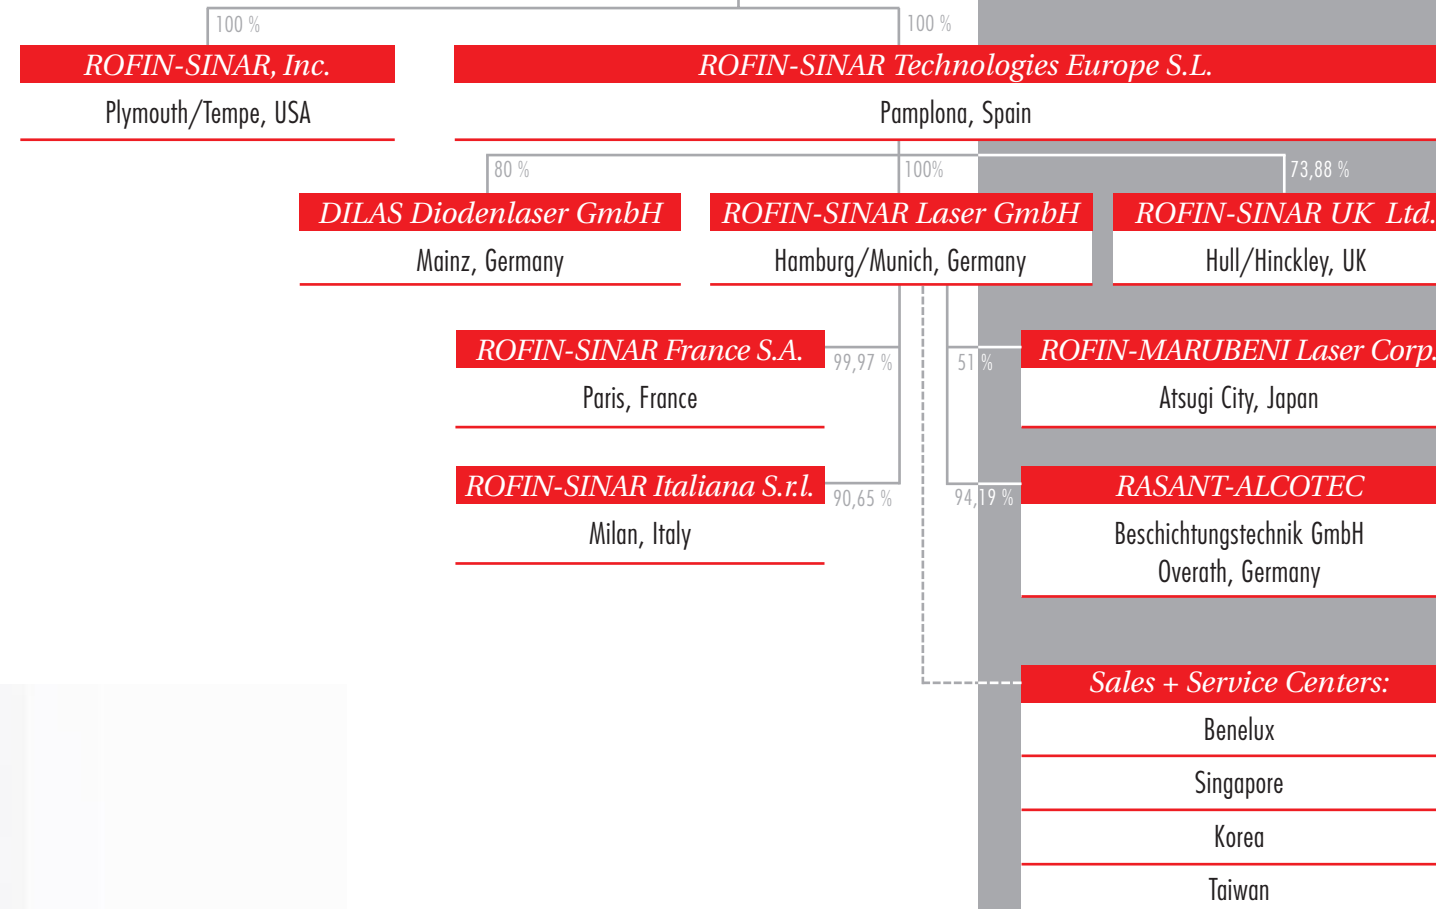 100 %
100 %
ROFIN-SINAR, Inc.
ROFIN-SINAR Technologies Europe S.L.
Plymouth/Tempe, USA
Pamplona, Spain
80 %
100%
73,88 %
DILAS Diodenlaser GmbH
ROFIN-SINAR Laser GmbH
ROFIN-SINAR UK Ltd.
Mainz, Germany
Hamburg/Munich, Germany
Hull/Hinckley, UK
ROFIN-SINAR France S.A.
99,97 %
51 %
ROFIN-MARUBENI Laser Corp.
Paris, France
Atsugi City, Japan
ROFIN-SINAR Italiana S.r.l.
90,65 %
94,19 %
RASANT-ALCOTEC
Milan, Italy
Beschichtungstechnik GmbH
Overath, Germany
Sales + Service Centers:
Benelux
Singapore
Korea
Taiwan